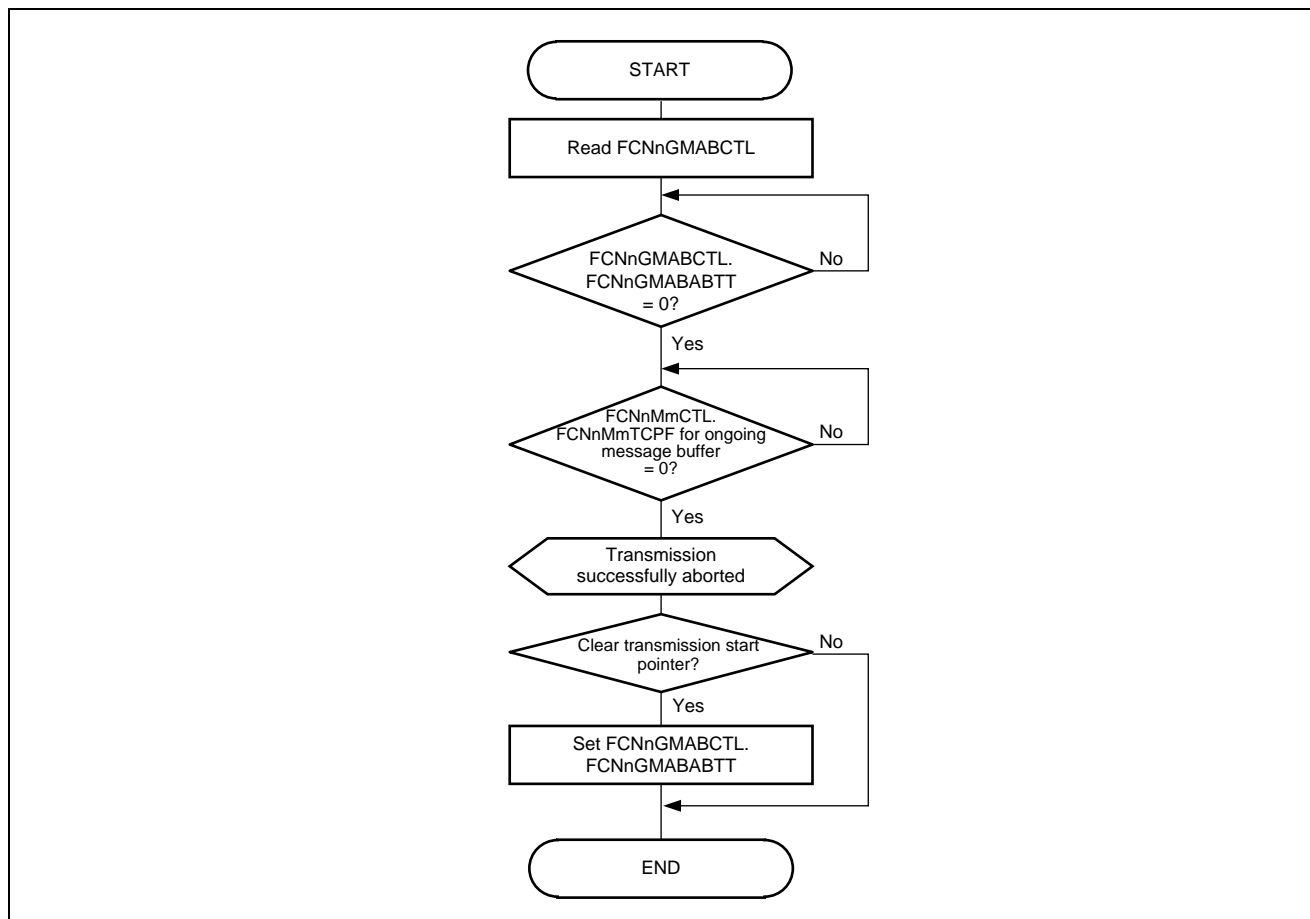 START
Read FCNnGMABCTL
FCNnGMABCTL.
FCNnGMABABTT
= 0?
No
Yes
FCNnMmCTL.
FCNnMmTCPF for ongoing
message buffer
= 0?
No
Yes
Transmission
successfully aborted
Clear transmission start
pointer?
No
Yes
Set FCNnGMABCTL.
FCNnGMABABTT
END